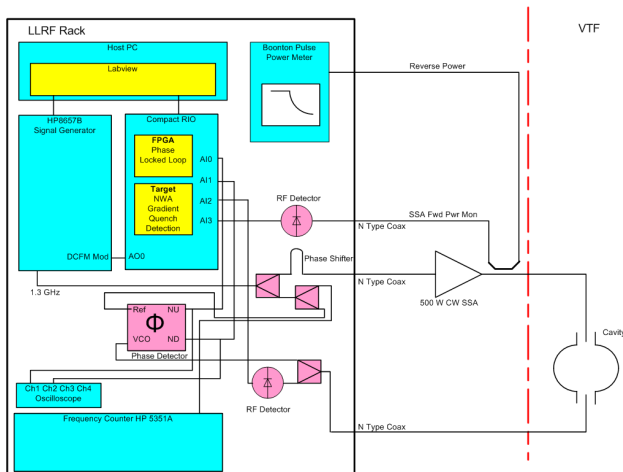 LLRF Rack
VTF
Host PC
Labview
Boonton Pulse
Power Meter
Reverse Power
HP8657B
Signal Generator
Compact RIO
FPGA
Phase
Locked Loop
AI0
AI1
Target
NWA
Gradient
Quench
Detection
AI2
AI3
RF Detector
SSA Fwd Pwr Mon
N Type Coax
DCFM Mod
AO0
Phase Shifter
N Type Coax
1.3 GHz
500 W CW SSA
Ref
NU
Φ
VCO
ND
Phase Detector
Cavity
Ch1 Ch2 Ch3 Ch4
Oscilloscope
RF Detector
Frequency Counter HP 5351A
N Type Coax